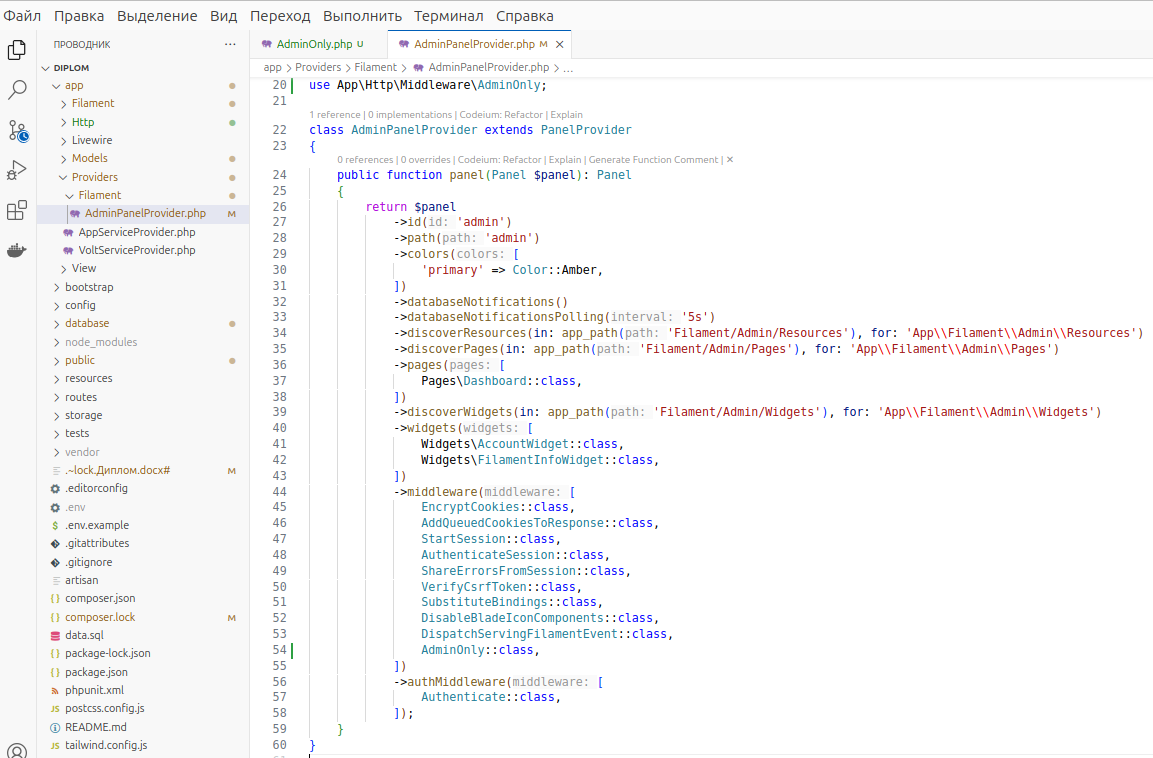 Файл Правка Выделение Вид Переход Выполнить Терминал Справка
ПРОВОДНИК ...
DIPLOM
app
Filament
Http
Livewire
Models
Providers
Filament
AdminPanelProvider.php M
AppServiceProvider.php
VoltServiceProvider.php
View
bootstrap
config
database
node_modules
public
resources
routes
storage
tests
vendor
.~lock.Диплом.docx# M
.editorconfig
.env
.env.example
.gitattributes
.gitignore
artisan
composer.json
composer.lock M
data.sql
package-lock.json
package.json
phpunit.xml
postcss.config.js
README.md
tailwind.config.js
AdminOnly.php U AdminPanelProvider.php M
app > Providers > Filament > AdminPanelProvider.php > ...
20 use App\Http\Middleware\AdminOnly;
21
1 reference | 0 implementations | Codeium: Refactor | Explain
22 class AdminPanelProvider extends PanelProvider
23 {
0 references | 0 overrides | Codeium: Refactor | Explain | Generate Function Comment | ×
24 public function panel(Panel $panel): Panel
25 {
26 return $panel
27 ->id(id: 'admin')
28 ->path(path: 'admin')
29 ->colors(colors: [
30 'primary' => Color::Amber,
31 ])
32 ->databaseNotifications()
33 ->databaseNotificationsPolling(interval: '5s')
34 ->discoverResources(in: app_path(path: 'Filament/Admin/Resources'), for: 'App\\Filament\\Admin\\Resources')
35 ->discoverPages(in: app_path(path: 'Filament/Admin/Pages'), for: 'App\\Filament\\Admin\\Pages')
36 ->pages(pages: [
37 Pages\Dashboard::class,
38 ])
39 ->discoverWidgets(in: app_path(path: 'Filament/Admin/Widgets'), for: 'App\\Filament\\Admin\\Widgets')
40 ->widgets(widgets: [
41 Widgets\AccountWidget::class,
42 Widgets\FilamentInfoWidget::class,
43 ])
44 ->middleware(middleware: [
45 EncryptCookies::class,
46 AddQueuedCookiesToResponse::class,
47 StartSession::class,
48 AuthenticateSession::class,
49 ShareErrorsFromSession::class,
50 VerifyCsrfToken::class,
51 SubstituteBindings::class,
52 DisableBladeIconComponents::class,
53 DispatchServingFilamentEvent::class,
54 AdminOnly::class,
55 ])
56 ->authMiddleware(middleware: [
57 Authenticate::class,
58 ]);
59 }
60 }